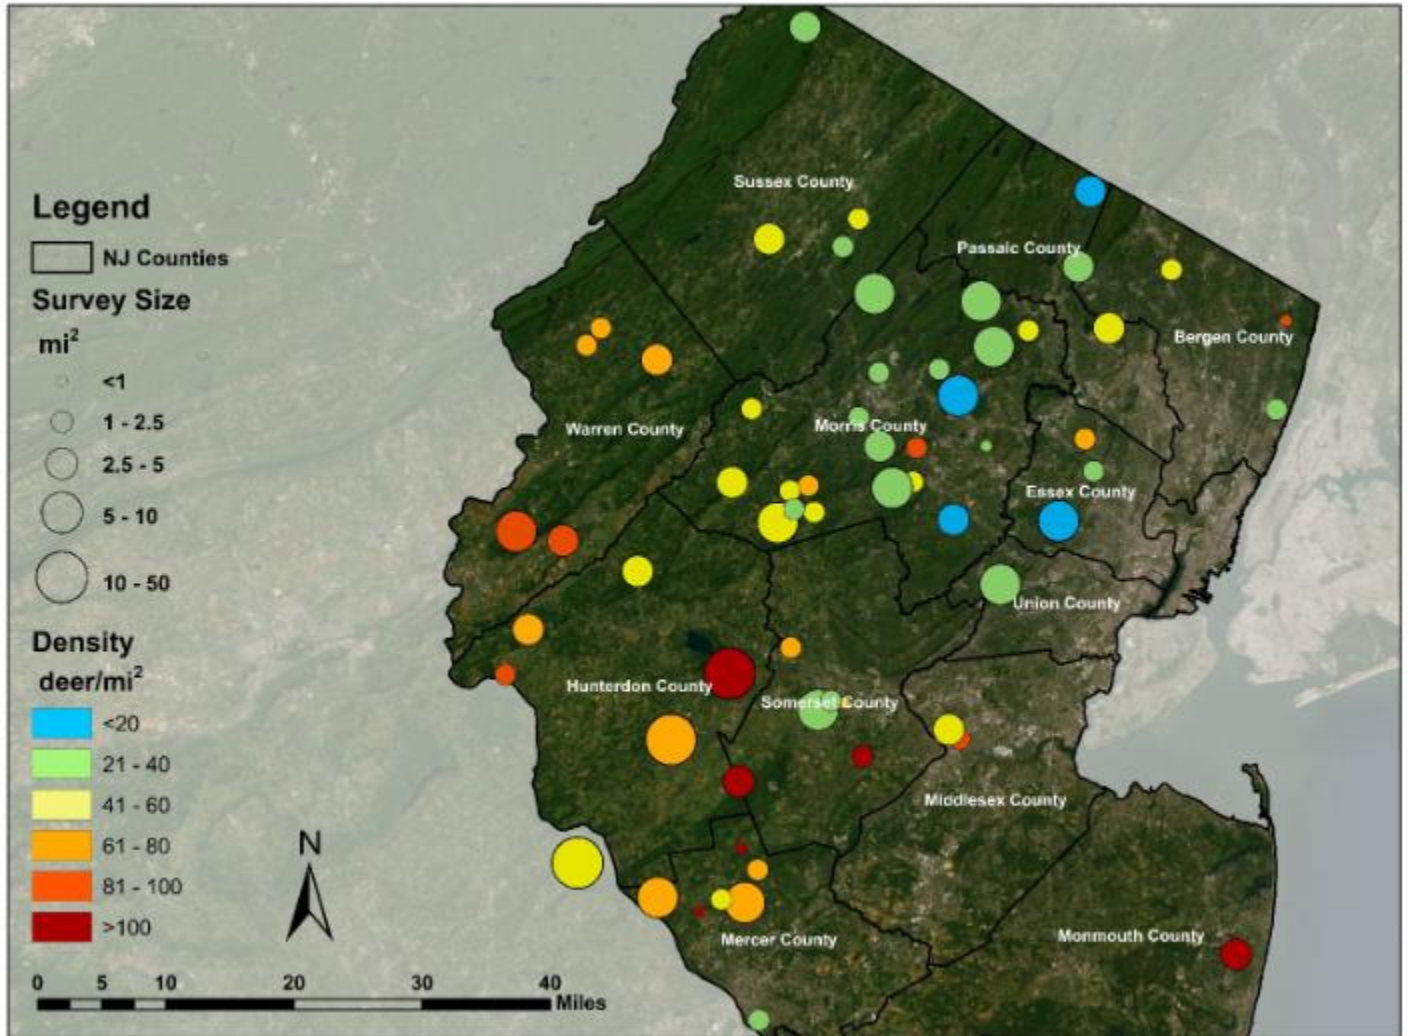 Legend
NJ Counties
Survey Size
mi2
<1
1 - 2.5
2.5 - 5
5 - 10
10 - 50
Density
deer/mi2
<20
21 - 40
41 - 60
61 - 80
81 - 100
>100
N
0 5 10 20 30 40
Miles
Sussex County
Passaic County
Bergen County
Warren County
Morris County
Essex County
Union County
Hunterdon County
Somerset County
Middlesex County
Mercer County
Monmouth County